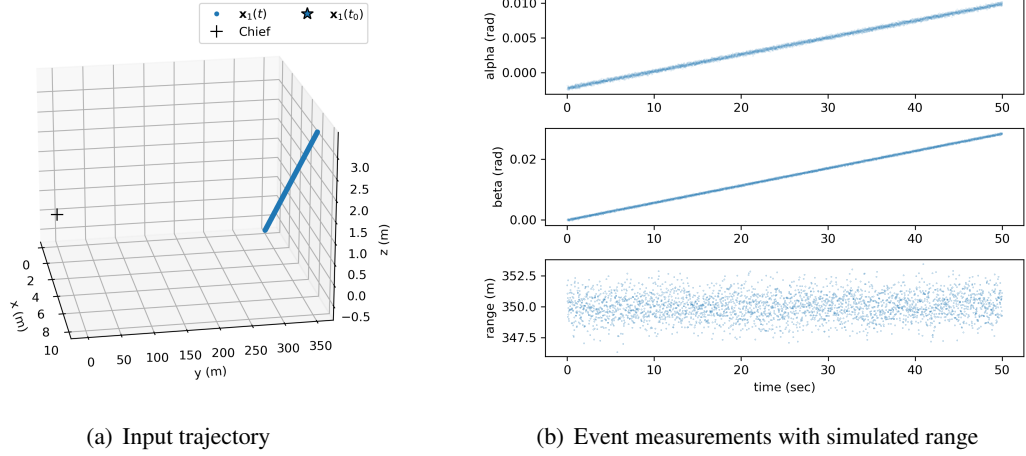 x₁(t) x₁(t₀)
Chief
3.0
2.5
2.0
1.5
1.0
0.5
0.0
−0.5
z (m)
0
2
4
6
8
10
x (m)
0 50 100 150 200 250 300 350
y (m)
(a) Input trajectory
0.010
0.005
0.000
alpha (rad)
0 10 20 30 40 50
0.02
0.00
beta (rad)
0 10 20 30 40 50
352.5
350.0
347.5
range (m)
0 10 20 30 40 50
time (sec)
(b) Event measurements with simulated range